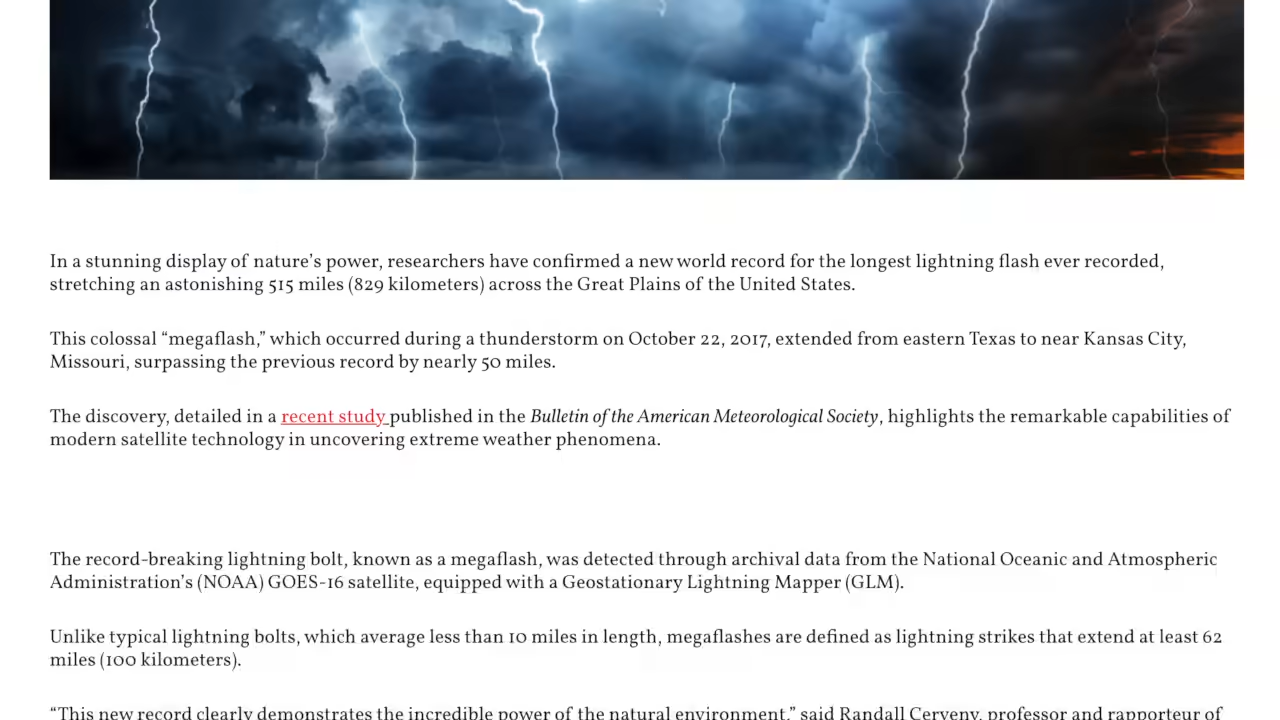 In a stunning display of nature’s power, researchers have confirmed a new world record for the longest lightning flash ever recorded,
stretching an astonishing 515 miles (829 kilometers) across the Great Plains of the United States.
This colossal “megaflash,” which occurred during a thunderstorm on October 22, 2017, extended from eastern Texas to near Kansas City,
Missouri, surpassing the previous record by nearly 50 miles.
The discovery, detailed in a recent study published in the Bulletin of the American Meteorological Society, highlights the remarkable capabilities of
modern satellite technology in uncovering extreme weather phenomena.
The record-breaking lightning bolt, known as a megaflash, was detected through archival data from the National Oceanic and Atmospheric
Administration’s (NOAA) GOES-16 satellite, equipped with a Geostationary Lightning Mapper (GLM).
Unlike typical lightning bolts, which average less than 10 miles in length, megaflashes are defined as lightning strikes that extend at least 62
miles (100 kilometers).
“This new record clearly demonstrates the incredible power of the natural environment,” said Randall Cerveny, professor and rapporteur of